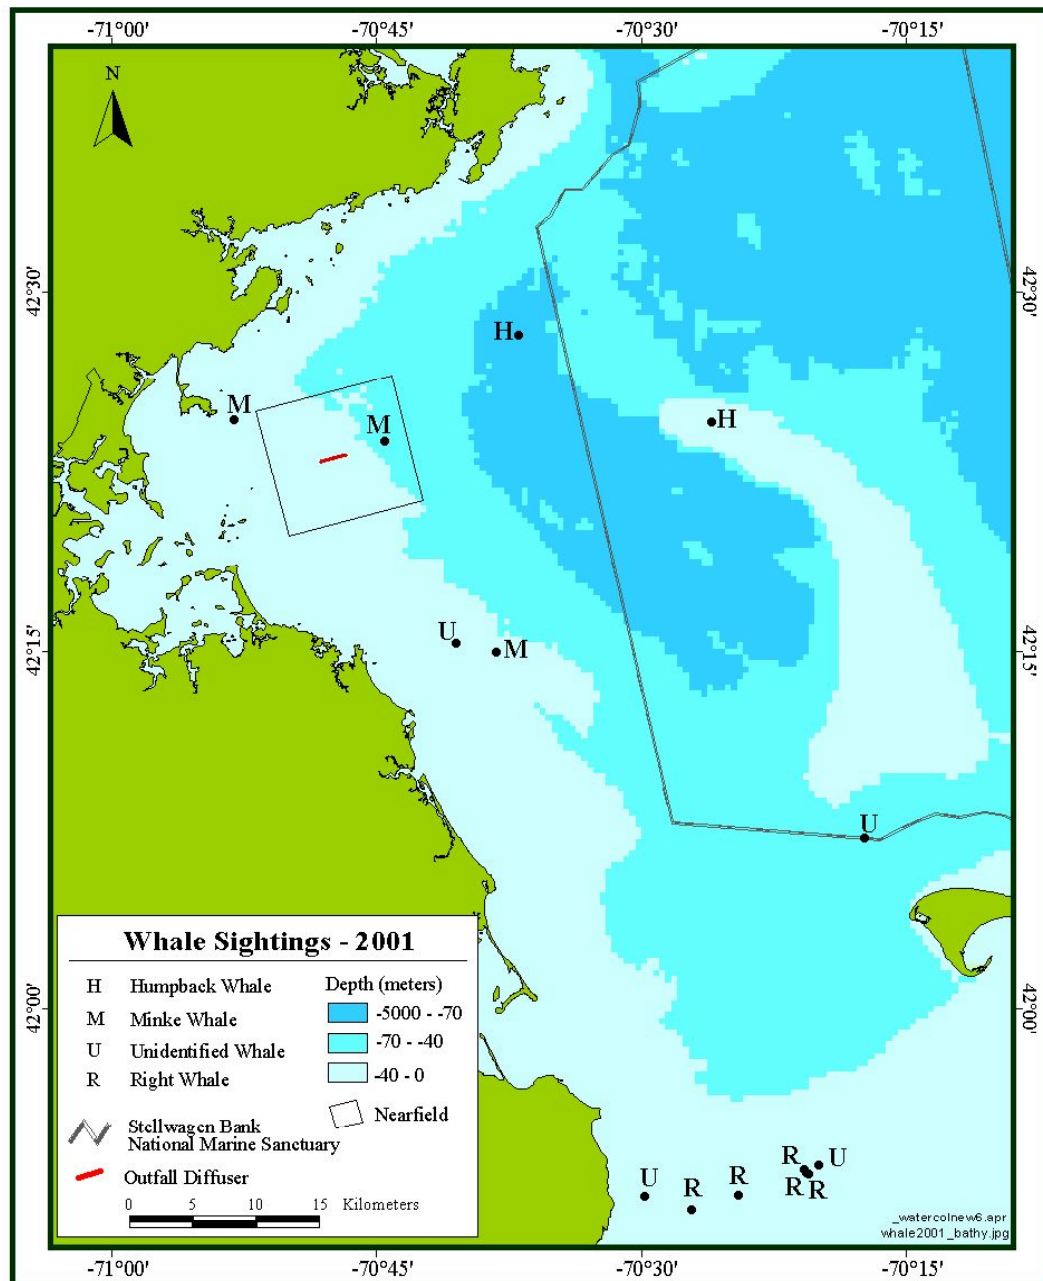 -71°00' -70°45' -70°30' -70°15'
N
42°30' 42°30'
H
M
M
H
42°15' 42°15'
U
M
U
Whale Sightings - 2001
H Humpback Whale
M Minke Whale
U Unidentified Whale
R Right Whale
Depth (meters)
-5000 - -70
-70 - -40
-40 - 0
Nearfield
Stellwagen Bank
National Marine Sanctuary
Outfall Diffuser
0 5 10 15 Kilometers
42°00' 42°00'
R U
U R R R R
_watercolnew6.apr
whale2001_bathy.jpg
-71°00' -70°45' -70°30' -70°15'